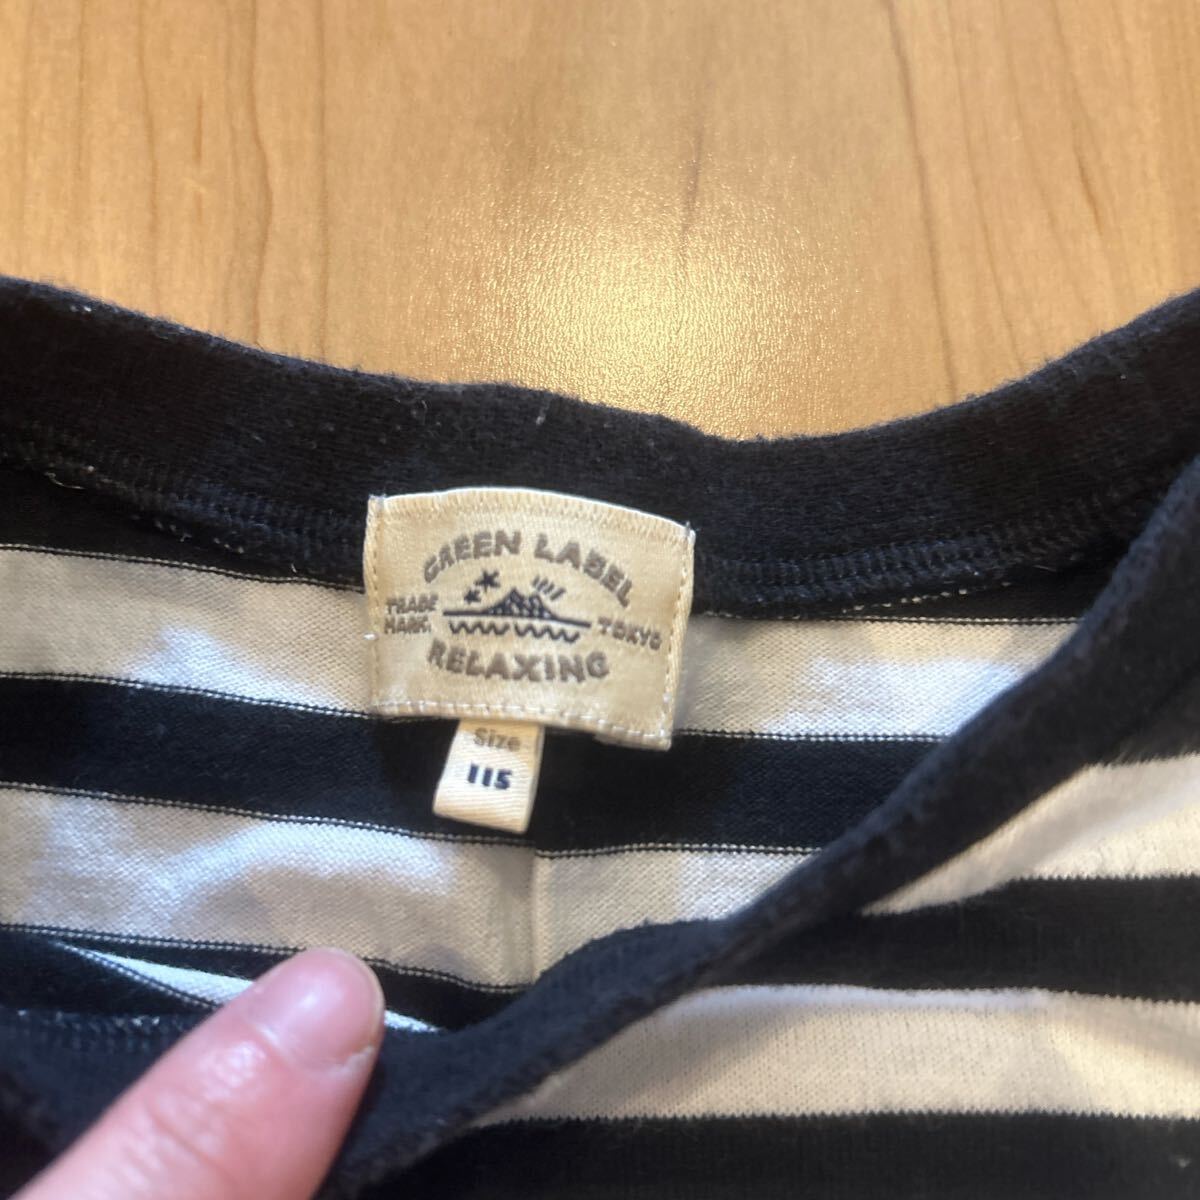 GREEN LABEL
TRADE
MARK.
TOKYO
RELAXING
Size
115